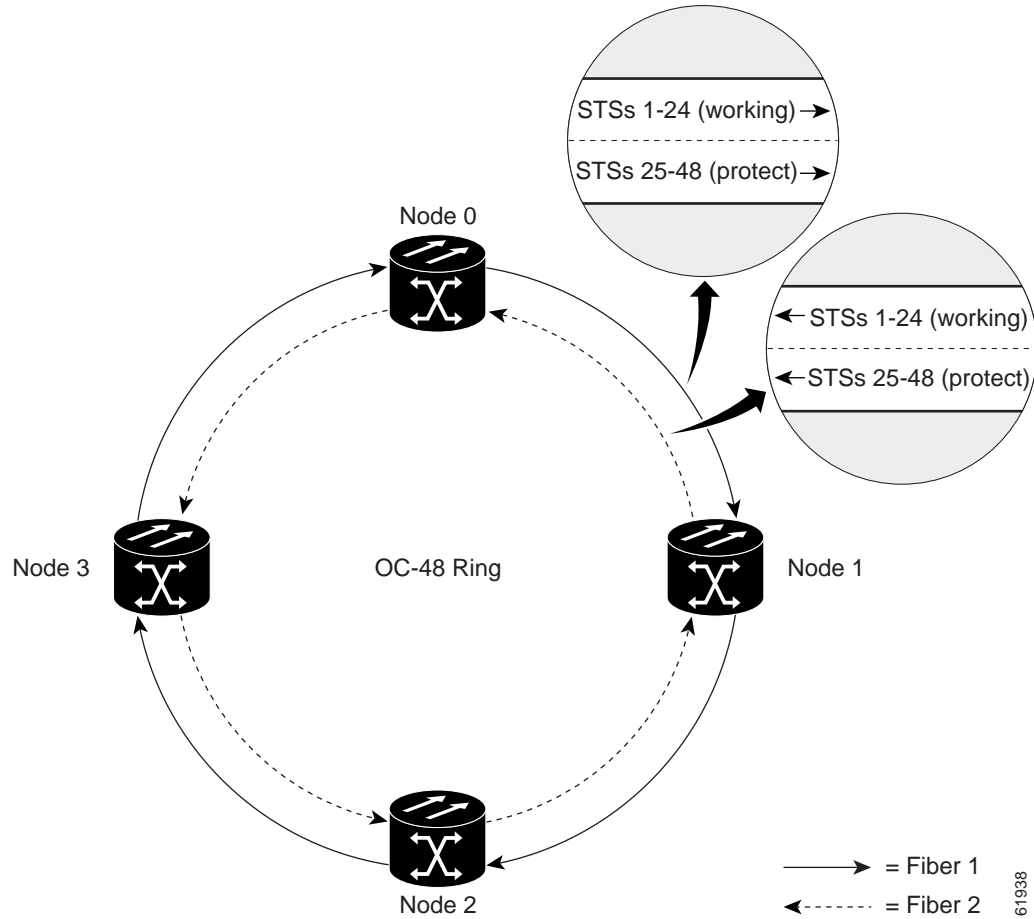 STSs 1-24 (working)
STSs 25-48 (protect)
Node 0
STSs 1-24 (working)
STSs 25-48 (protect)
Node 3
OC-48 Ring
Node 1
= Fiber 1
Node 2
= Fiber 2
61938